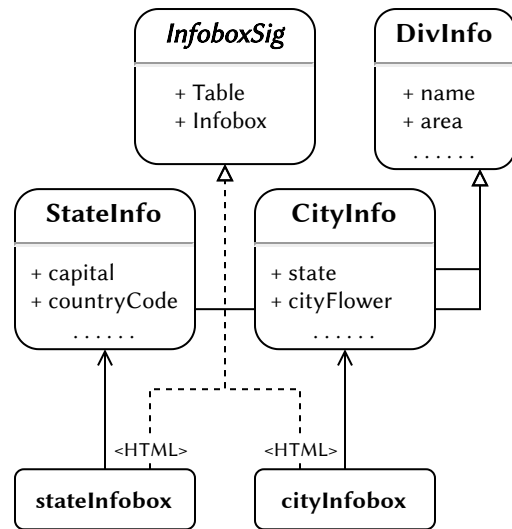 InfoboxSig
+ Table
+ Infobox
DivInfo
+ name
+ area
. . . . . .
StateInfo
+ capital
+ countryCode
. . . . . .
CityInfo
+ state
+ cityFlower
. . . . . .
<HTML>
<HTML>
stateInfobox
cityInfobox